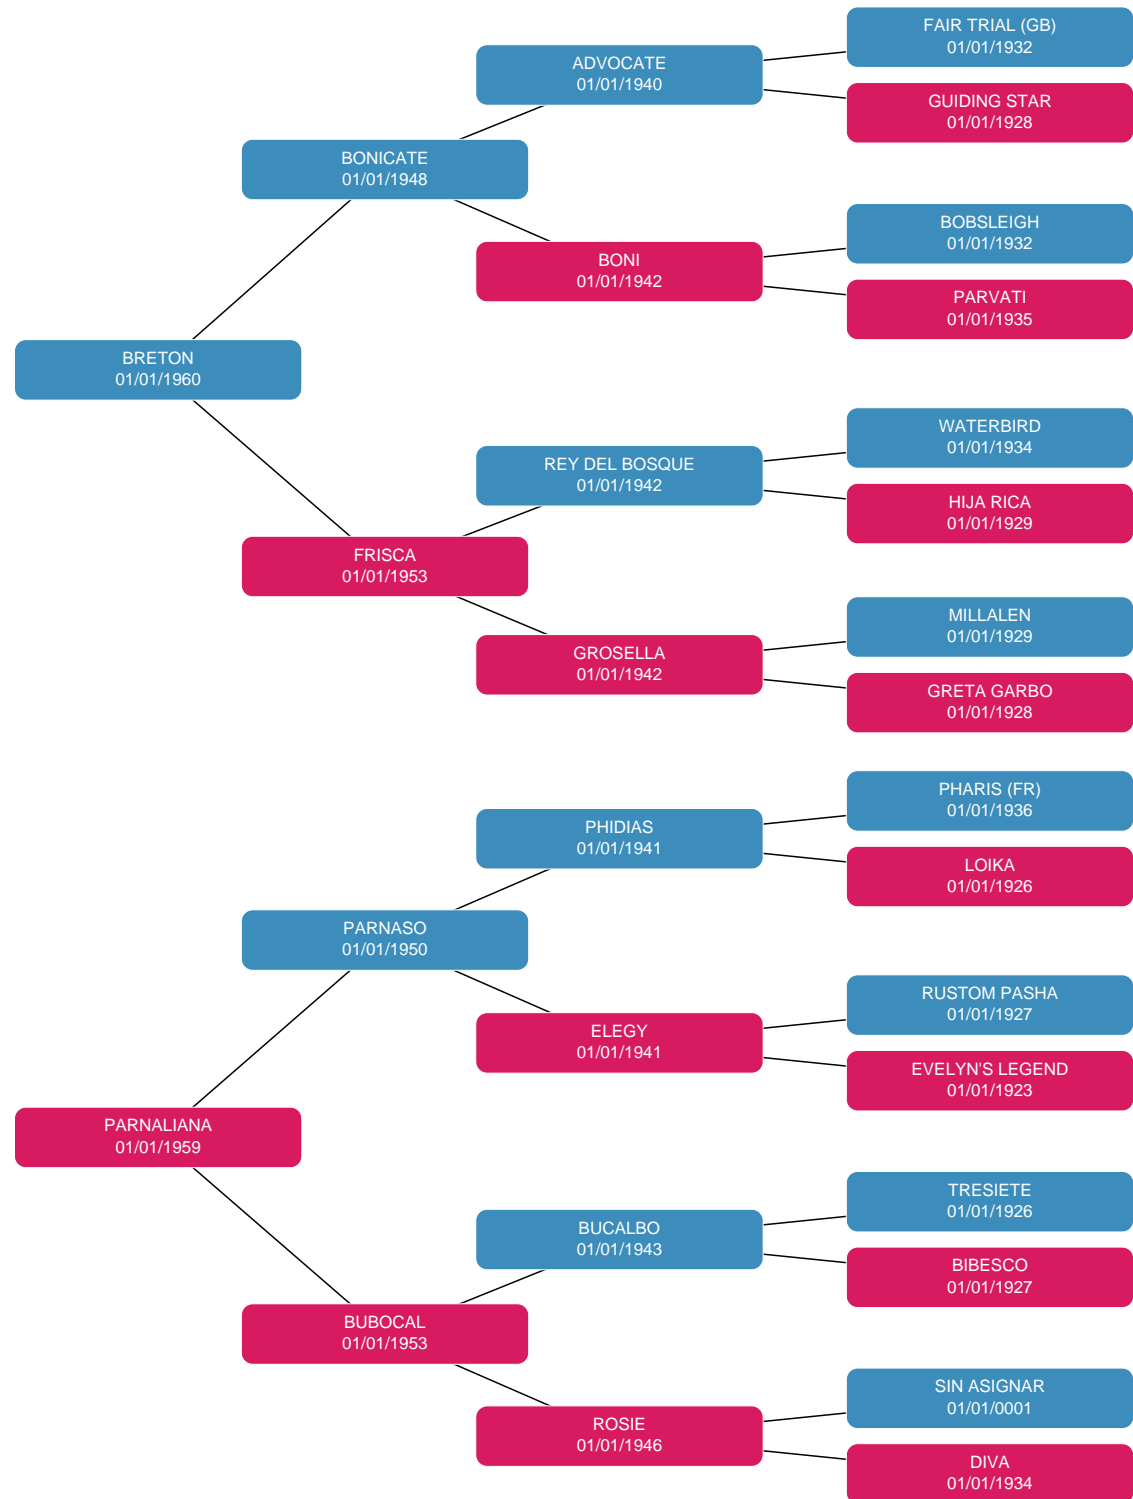 FAIR TRIAL (GB)
01/01/1932
ADVOCATE
01/01/1940
GUIDING STAR
01/01/1928
BONICATE
01/01/1948
BOBSLEIGH
01/01/1932
BONI
01/01/1942
PARVATI
01/01/1935
BRETON
01/01/1960
WATERBIRD
01/01/1934
REY DEL BOSQUE
01/01/1942
HIJA RICA
01/01/1929
FRISCA
01/01/1953
MILLALEN
01/01/1929
GROSELLA
01/01/1942
GRETA GARBO
01/01/1928
PHARIS (FR)
01/01/1936
PHIDIAS
01/01/1941
LOIKA
01/01/1926
PARNASO
01/01/1950
RUSTOM PASHA
01/01/1927
ELEGY
01/01/1941
EVELYN'S LEGEND
01/01/1923
PARNALIANA
01/01/1959
TRESIETE
01/01/1926
BUCALBO
01/01/1943
BIBESCO
01/01/1927
BUBOCAL
01/01/1953
SIN ASIGNAR
01/01/0001
ROSIE
01/01/1946
DIVA
01/01/1934